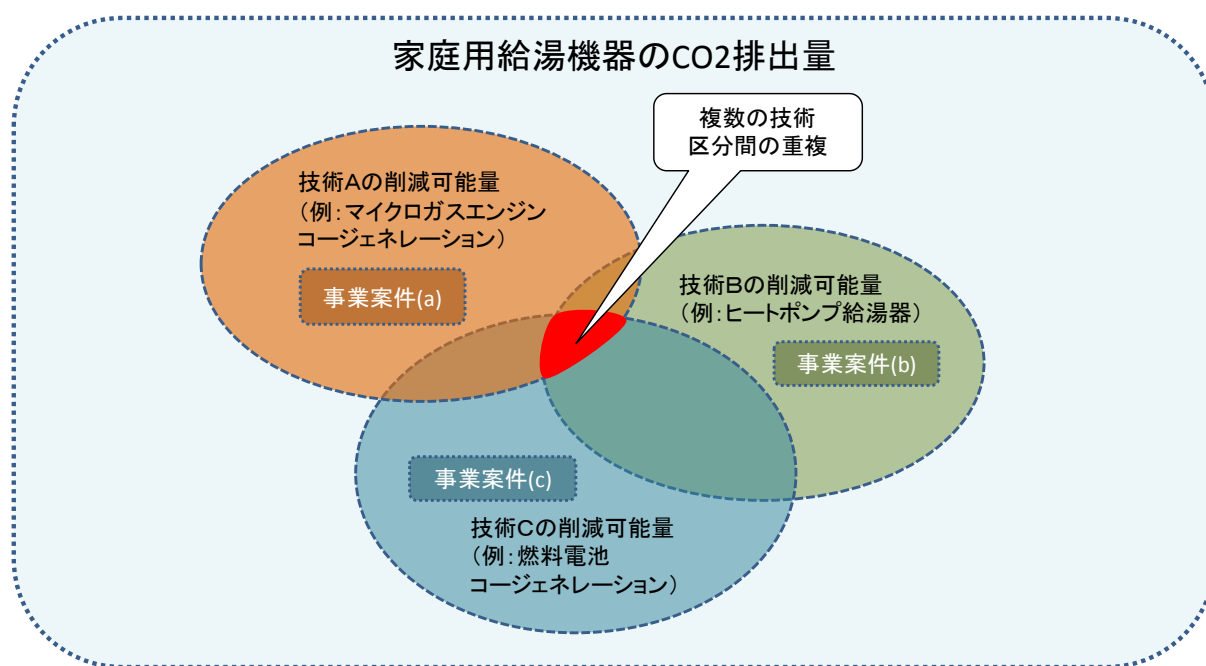 家庭用給湯機器のCO2排出量
複数の技術
区分間の重複
技術Aの削減可能量
（例：マイクロガスエンジン
コージェネレーション）
事業案件(a)
技術Bの削減可能量
（例：ヒートポンプ給湯器）
事業案件(b)
事業案件(c)
技術Cの削減可能量
（例：燃料電池
コージェネレーション）